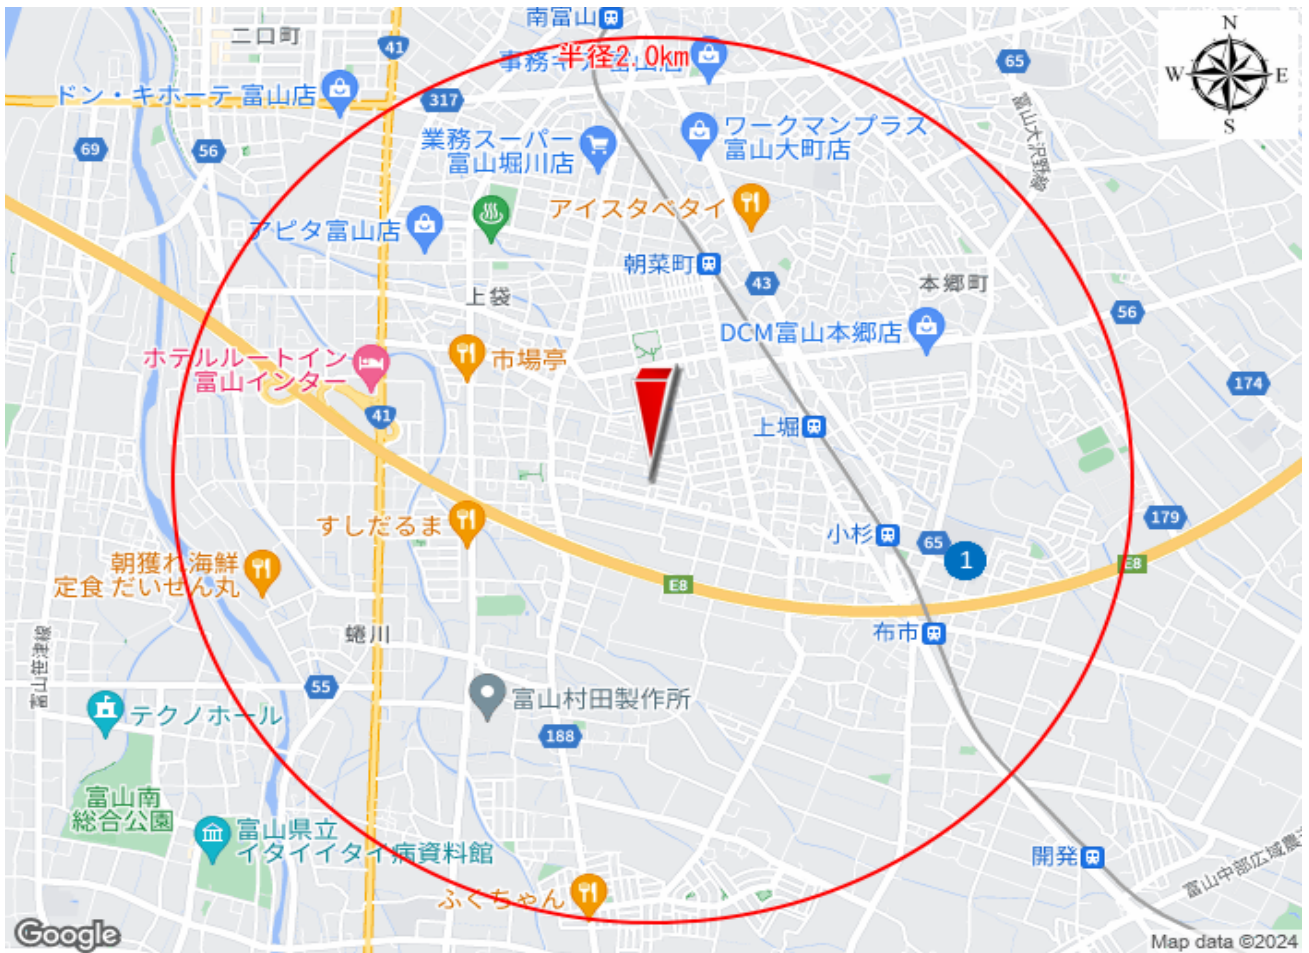 南富山
二口町
41
半径2.0km
事務キチ富山店
65
N
W
E
S
ドン・キホーテ 富山店
317
69
56
業務スーパー
富山堀川店
ワークマンプラス
富山大町店
富山大沢野線
アイスタベタイ
アピタ富山店
朝菜町
43
本郷町
上袋
56
DCM富山本郷店
ホテルルートイン
富山インター
市場亭
174
41
上堀
すしだるま
179
小杉
65
1
朝獲れ海鮮
定食 だいせん丸
E8
E8
蜷川
布市
富山笹津線
55
富山村田製作所
テクノホール
188
富山南
総合公園
富山県立
イタイイタイ病資料館
開発
富山中部広域農
ふくちゃん
Google
Map data ©2024